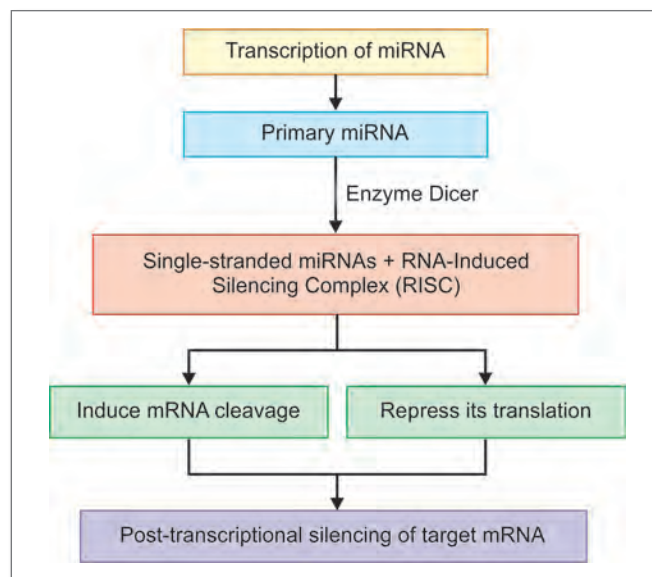 Transcription of miRNA
Primary miRNA
Enzyme Dicer
Single-stranded miRNAs + RNA-Induced
Silencing Complex (RISC)
Induce mRNA cleavage
Repress its translation
Post-transcriptional silencing of target mRNA